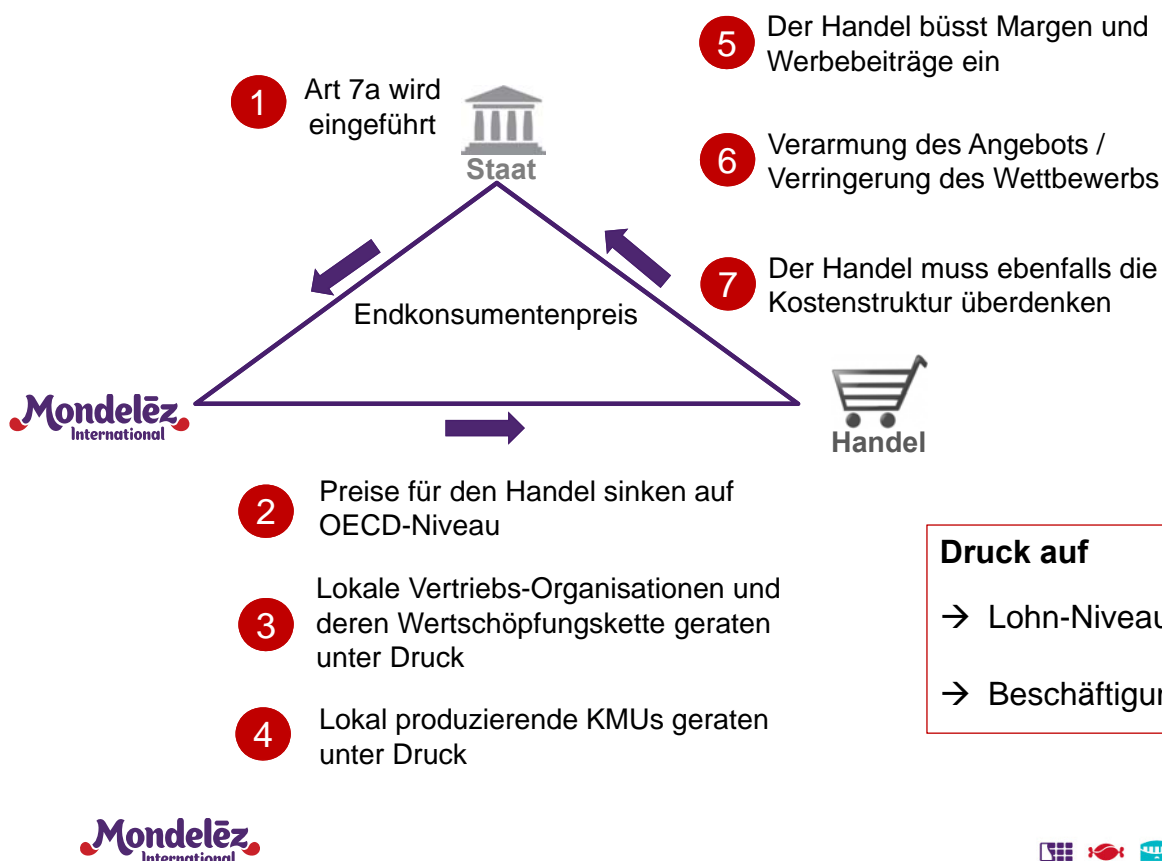 1
Art 7a wird
eingeführt
Staat
5
Der Handel büsst Margen und
Werbebeiträge ein
6
Verarmung des Angebots /
Verringerung des Wettbewerbs
7
Der Handel muss ebenfalls die
Kostenstruktur überdenken
Endkonsumentenpreis
Mondelēz
International
Handel
2
Preise für den Handel sinken auf
OECD-Niveau
3
Lokale Vertriebs-Organisationen und
deren Wertschöpfungskette geraten
unter Druck
4
Lokal produzierende KMUs geraten
unter Druck
Druck auf
→ Lohn-Niveau
→ Beschäftigun
Mondelēz
International